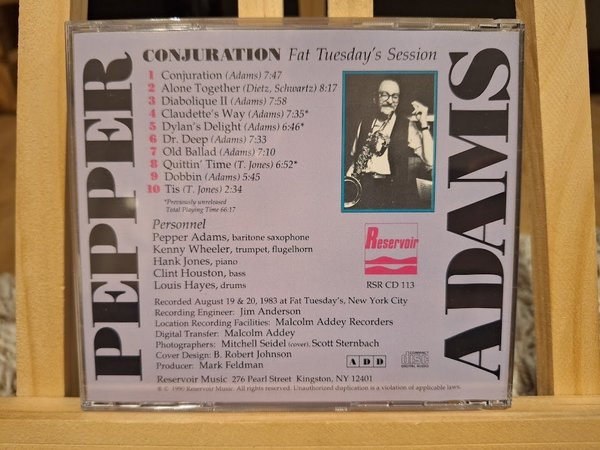 PEPPER
ADAMS
CONJURATION Fat Tuesday's Session
1 Conjuration (Adams) 7:47
2 Alone Together (Dietz, Schwartz) 8:17
3 Diabolique II (Adams) 7:58
4 Claudette's Way (Adams) 7:35*
5 Dylan's Delight (Adams) 6:46*
6 Dr. Deep (Adams) 7:33
7 Old Ballad (Adams) 7:10
8 Quittin' Time (T. Jones) 6:52*
9 Dobbin (Adams) 5:45
10 Tis (T. Jones) 2:34
*Previously unreleased
Total Playing Time 66:17
Personnel
Pepper Adams, baritone saxophone
Kenny Wheeler, trumpet, flugelhorn
Hank Jones, piano
Clint Houston, bass
Louis Hayes, drums
Reservoir
RSR CD 113
Recorded August 19 & 20, 1983 at Fat Tuesday's, New York City
Recording Engineer: Jim Anderson
Location Recording Facilities: Malcolm Addey Recorders
Digital Transfer: Malcolm Addey
Photographers: Mitchell Seidel (cover), Scott Sternbach
Cover Design: B. Robert Johnson
Producer: Mark Feldman
A D D
COMPACT
disc
DIGITAL AUDIO
Reservoir Music 276 Pearl Street Kingston, NY 12401
℗ © 1990 Reservoir Music. All rights reserved. Unauthorized duplication is a violation of applicable laws.